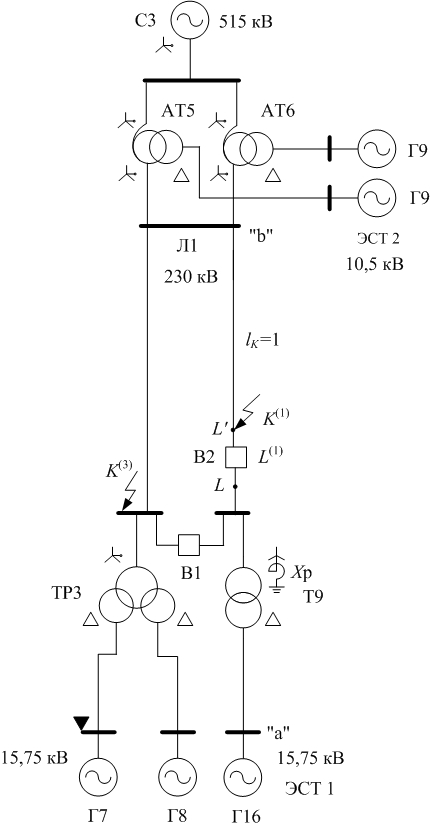 С3
515 кВ
АТ5
АТ6
Г9
Г9
ЭСТ 2
10,5 кВ
Л1
"b"
230 кВ
lK=1
L'
K(1)
В2
L(1)
L
K(3)
В1
Xр
ТР3
Т9
"а"
15,75 кВ
15,75 кВ
ЭСТ 1
Г7
Г8
Г16